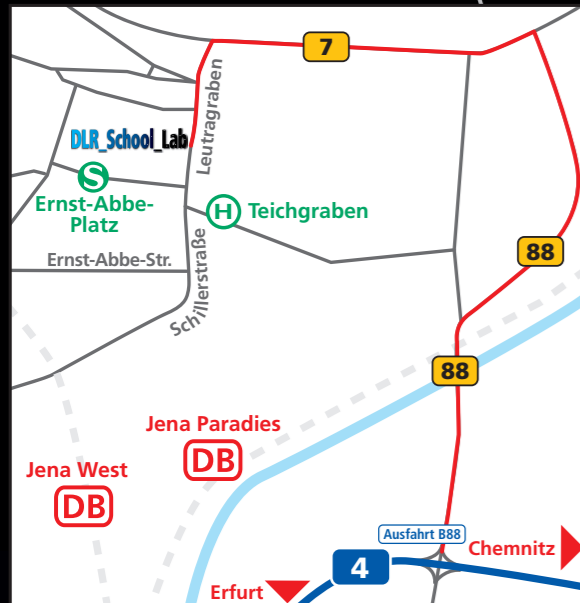 7
Leutragraben
DLR_School_Lab
S
Ernst-Abbe-
Platz
H
Teichgraben
Ernst-Abbe-Str.
Schillerstraße
88
88
Jena Paradies
DB
Jena West
DB
Ausfahrt B88
Chemnitz
4
Erfurt